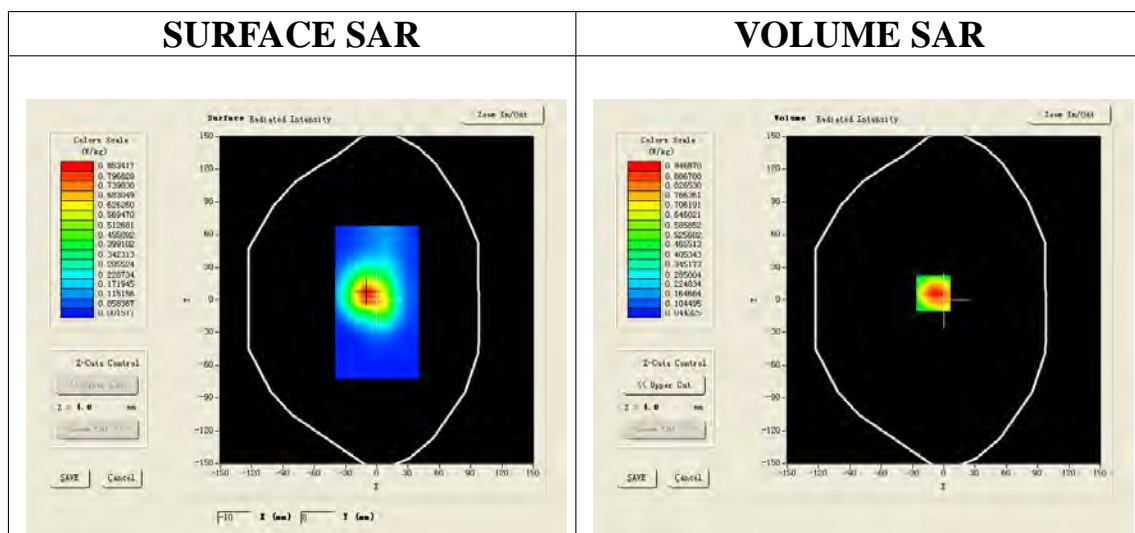 SURFACE SAR
VOLUME SAR
Surface Radiated Intensity
Zoom In/Out
Colors Scale
(W/kg)
0.853417
0.796628
0.739838
0.683049
0.626260
0.569470
0.512681
0.455892
0.399102
0.342313
0.285524
0.228734
0.171945
0.115156
0.058367
0.001577
150
120
90
60
30
0
-30
-60
-90
-120
-150
-150 -120 -90 -60 -30 0 30 60 90 120 150
Z-Cuts Control
Z = 4.0 mm
SAVE Cancel
-10 X (mm) 8 Y (mm)
Volume Radiated Intensity
Zoom In/Out
Colors Scale
(W/kg)
0.946870
0.886700
0.826530
0.766361
0.706191
0.646021
0.585852
0.525682
0.465513
0.405343
0.345173
0.285004
0.224834
0.164664
0.104495
0.044325
150
120
90
60
30
0
-30
-60
-90
-120
-150
-150 -120 -90 -60 -30 0 30 60 90 120 150
Z-Cuts Control
<< Upper Cut
Z = 4.0 mm
SAVE Cancel